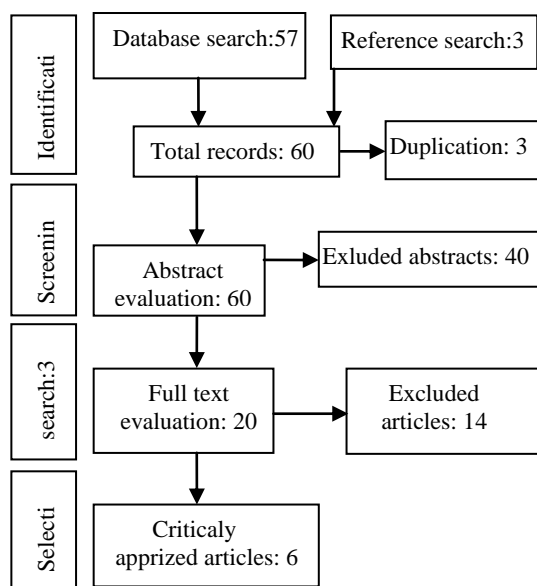 Identificati
Database search:57
Reference search:3
Total records: 60
Duplication: 3
Screenin
Abstract
evaluation: 60
Exluded abstracts: 40
search:3
Full text
evaluation: 20
Excluded
articles: 14
Selecti
Criticaly
apprized articles: 6